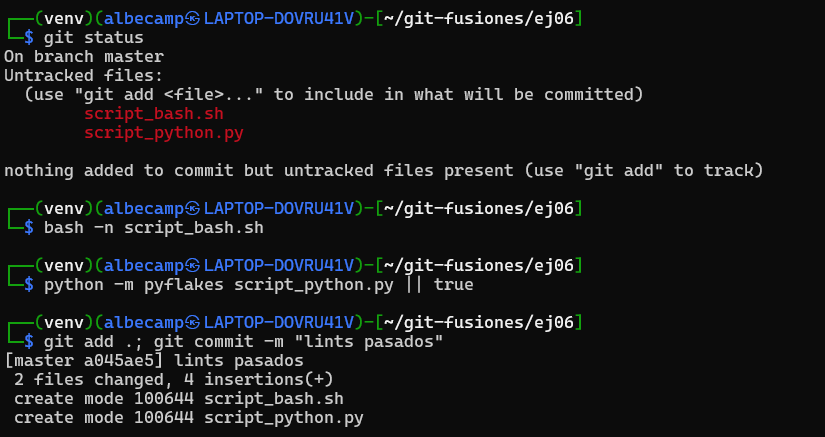 ┌──(venv)(albecamp㉿LAPTOP-DOVRU41V)-[~/git-fusiones/ej06]
└─$ git status
On branch master
Untracked files:
  (use "git add <file>..." to include in what will be committed)
        script_bash.sh
        script_python.py

nothing added to commit but untracked files present (use "git add" to track)

┌──(venv)(albecamp㉿LAPTOP-DOVRU41V)-[~/git-fusiones/ej06]
└─$ bash -n script_bash.sh

┌──(venv)(albecamp㉿LAPTOP-DOVRU41V)-[~/git-fusiones/ej06]
└─$ python -m pyflakes script_python.py || true

┌──(venv)(albecamp㉿LAPTOP-DOVRU41V)-[~/git-fusiones/ej06]
└─$ git add .; git commit -m "lints pasados"
[master a045ae5] lints pasados
 2 files changed, 4 insertions(+)
 create mode 100644 script_bash.sh
 create mode 100644 script_python.py